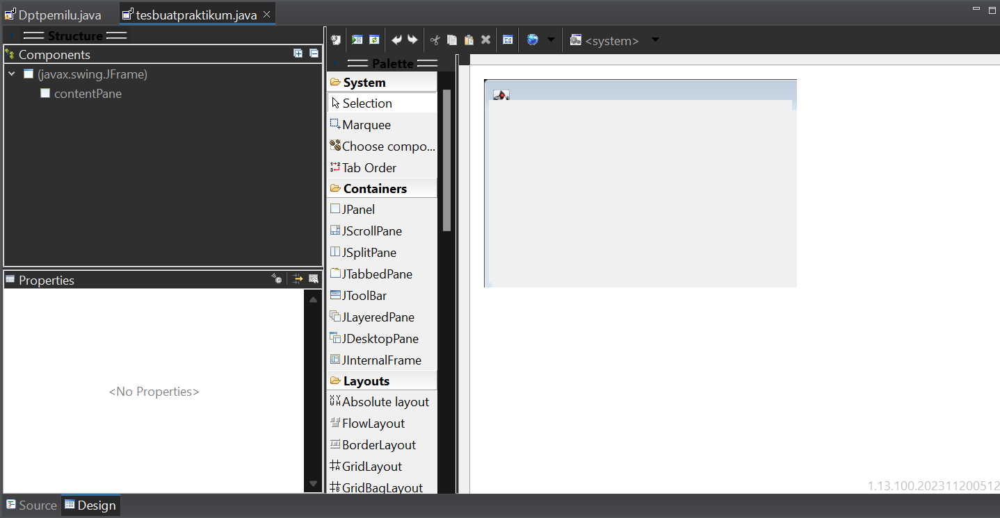 Dptpemilu.java
tesbuatpraktikum.java
Structure
Components
(javax.swing.JFrame)
contentPane
Properties
<No Properties>
<system>
Palette
System
Selection
Marquee
Choose compo...
Tab Order
Containers
JPanel
JScrollPane
JSplitPane
JTabbedPane
JToolBar
JLayeredPane
JDesktopPane
JInternalFrame
Layouts
Absolute layout
FlowLayout
BorderLayout
GridLayout
GridBagLayout
1.13.100.202311200512
Source
Design